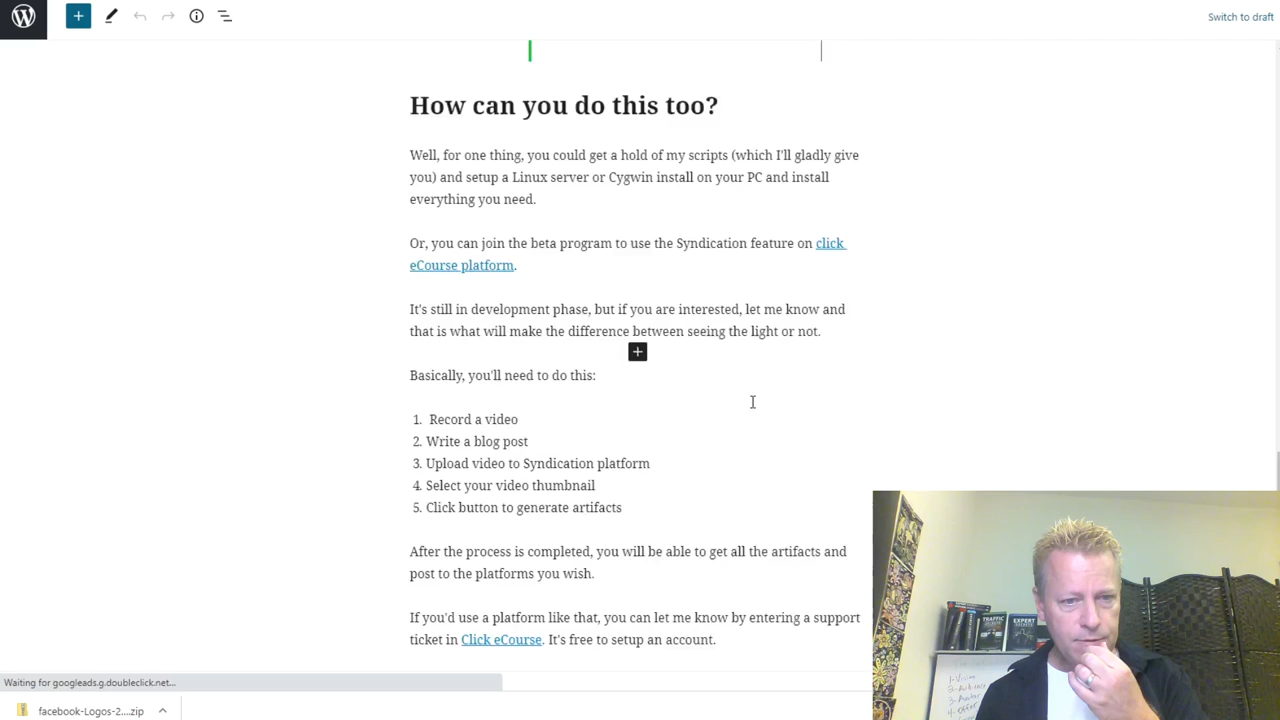 Switch to draft
How can you do this too?
Well, for one thing, you could get a hold of my scripts (which I'll gladly give
you) and setup a Linux server or Cygwin install on your PC and install
everything you need.
Or, you can join the beta program to use the Syndication feature on click
eCourse platform.
It's still in development phase, but if you are interested, let me know and
that is what will make the difference between seeing the light or not.
Basically, you'll need to do this:
1. Record a video
2. Write a blog post
3. Upload video to Syndication platform
4. Select your video thumbnail
5. Click button to generate artifacts
After the process is completed, you will be able to get all the artifacts and
post to the platforms you wish.
If you'd use a platform like that, you can let me know by entering a support
ticket in Click eCourse. It's free to setup an account.
TRAFFIC
EXPERT
SECRETS
1-Vision
Waiting for googleads.g.doubleclick.net...
facebook-Logos-2....zip